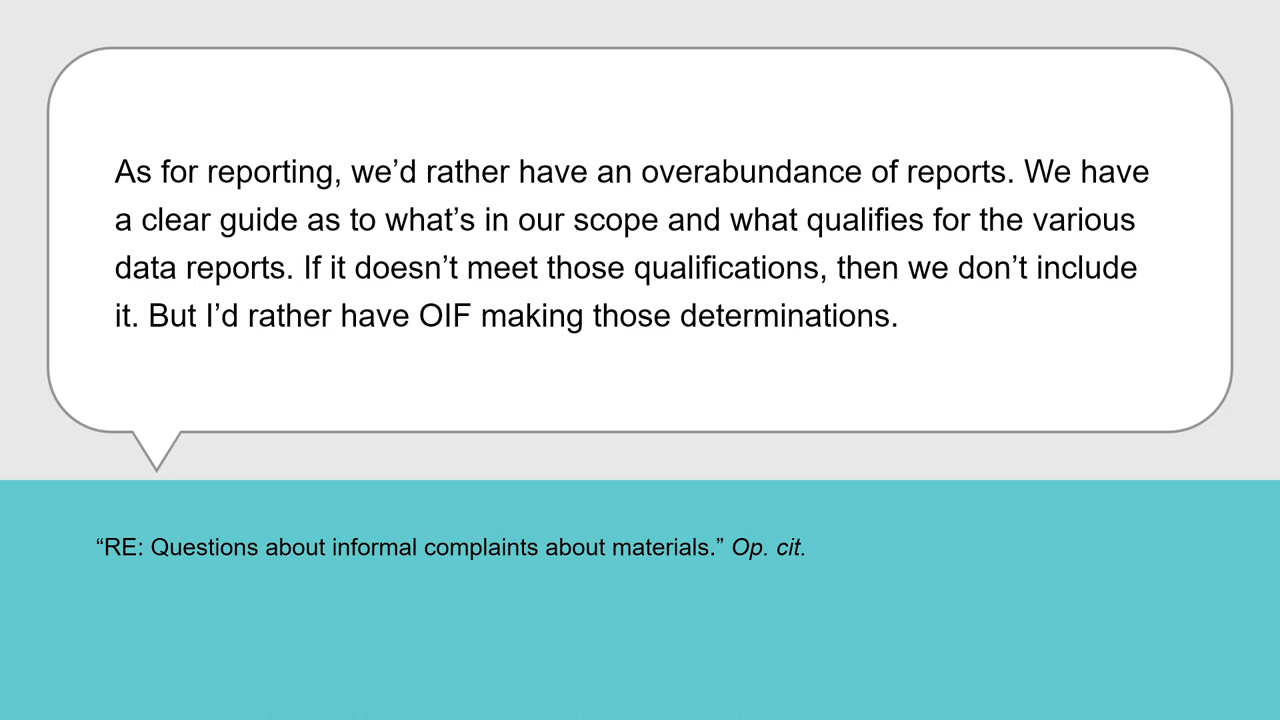 As for reporting, we’d rather have an overabundance of reports. We have
a clear guide as to what’s in our scope and what qualifies for the various
data reports. If it doesn’t meet those qualifications, then we don’t include
it. But I’d rather have OIF making those determinations.
“RE: Questions about informal complaints about materials.” Op. cit.